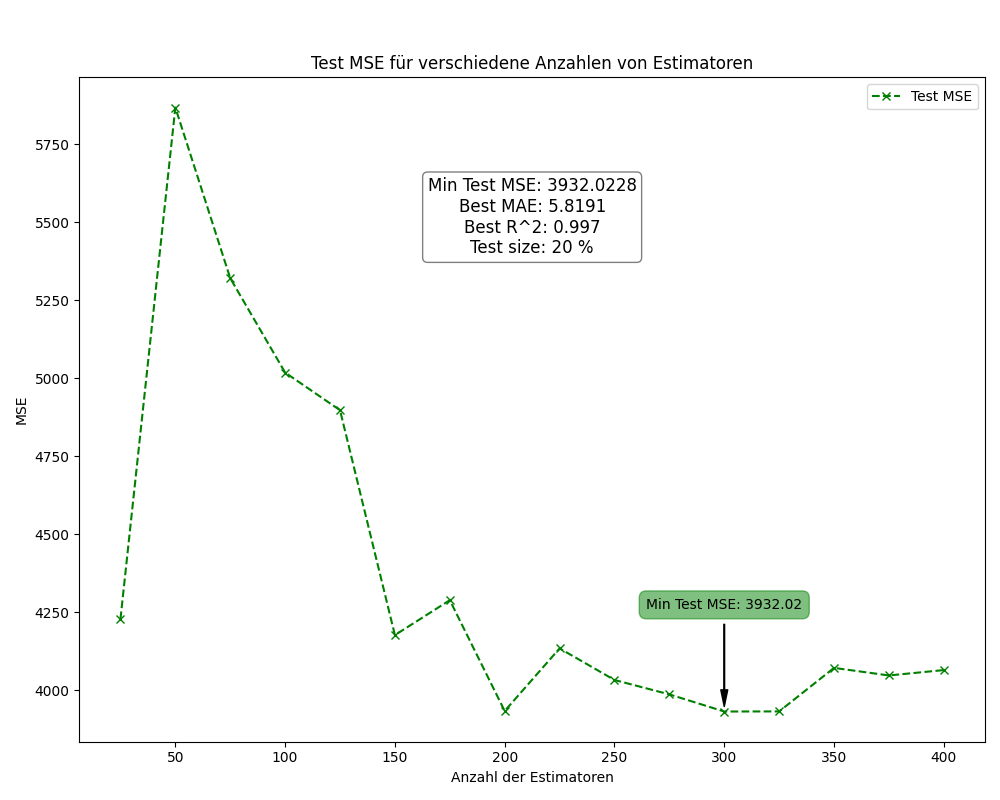 Test MSE für verschiedene Anzahlen von Estimatoren
Test MSE
Min Test MSE: 3932.0228
Best MAE: 5.8191
Best R^2: 0.997
Test size: 20 %
Min Test MSE: 3932.02
MSE
5750
5500
5250
5000
4750
4500
4250
4000
50 100 150 200 250 300 350 400
Anzahl der Estimatoren